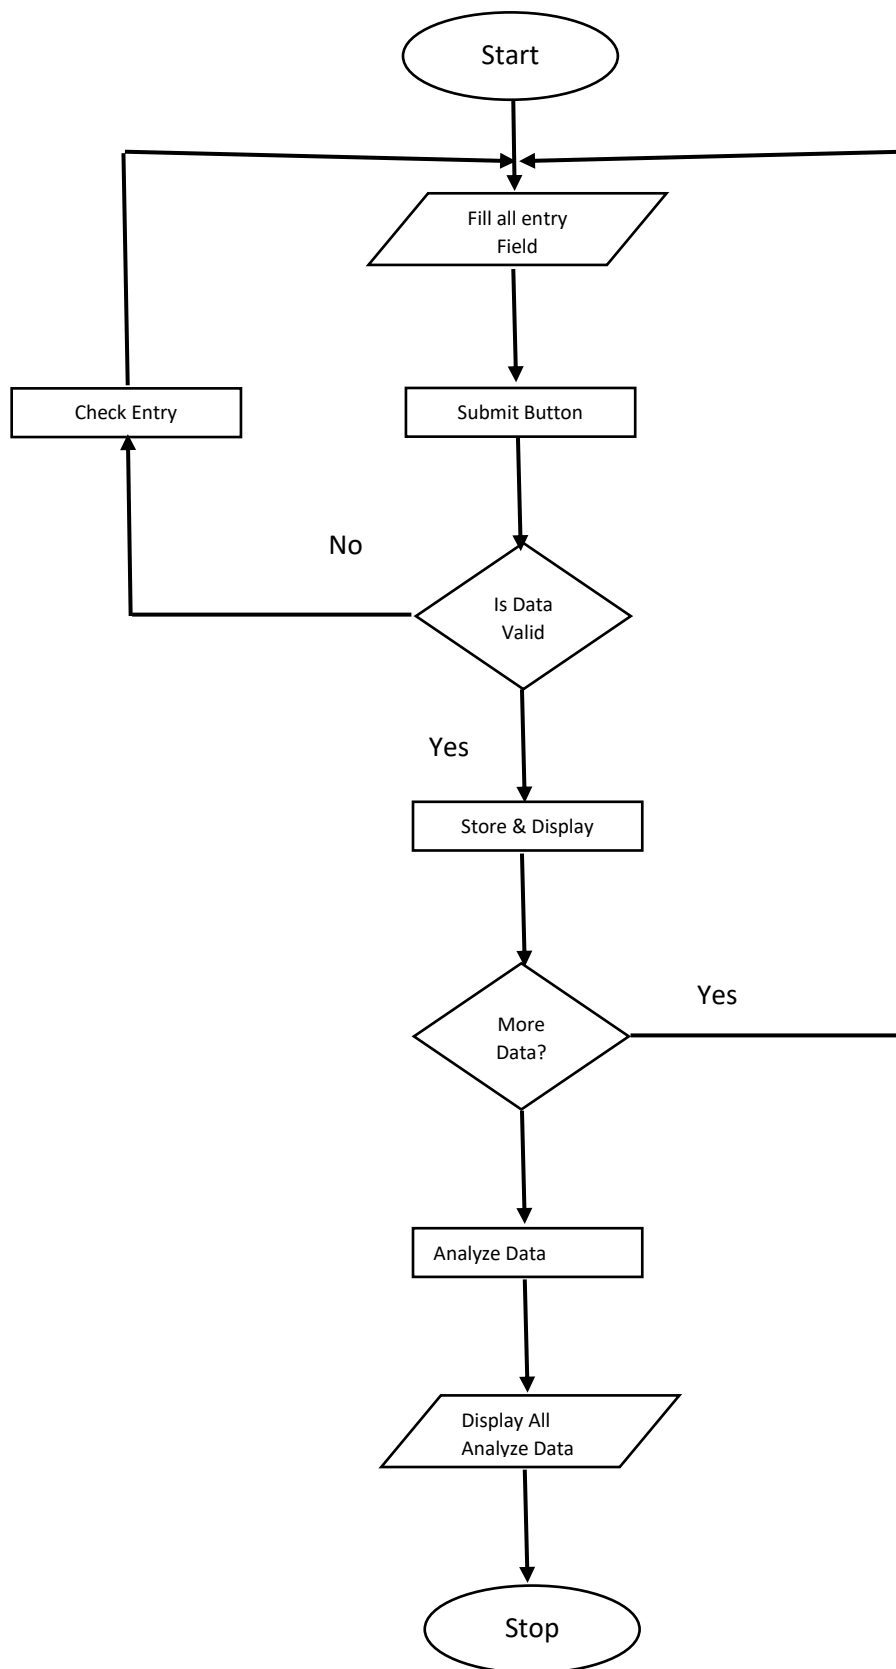 Start
Fill all entry
Field
Check Entry
Submit Button
No
Is Data
Valid
Yes
Store & Display
Yes
More
Data?
Analyze Data
Display All
Analyze Data
Stop